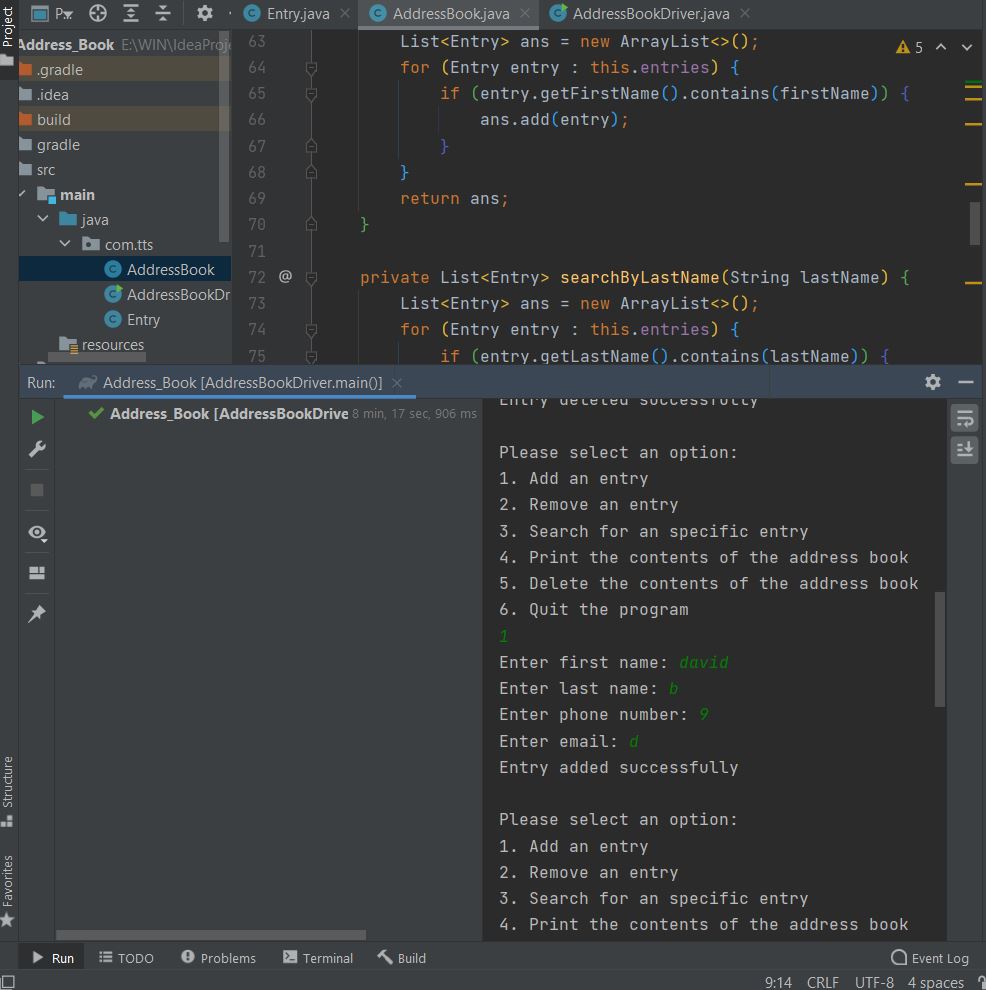 Project
P
Entry.java
AddressBook.java
AddressBookDriver.java
Address_Book E:\WIN\IdeaProj
.gradle
.idea
build
gradle
src
main
java
com.tts
AddressBook
AddressBookDr
Entry
resources
5
63 List<Entry> ans = new ArrayList<>();
64 for (Entry entry : this.entries) {
65 if (entry.getFirstName().contains(firstName)) {
66 ans.add(entry);
67 }
68 }
69 return ans;
70 }
71
72 @ private List<Entry> searchByLastName(String lastName) {
73 List<Entry> ans = new ArrayList<>();
74 for (Entry entry : this.entries) {
75 if (entry.getLastName().contains(lastName)) {
Run: Address_Book [AddressBookDriver.main()]
Address_Book [AddressBookDrive 8 min, 17 sec, 906 ms
Entry deleted successfully
Please select an option:
1. Add an entry
2. Remove an entry
3. Search for an specific entry
4. Print the contents of the address book
5. Delete the contents of the address book
6. Quit the program
1
Enter first name: david
Enter last name: b
Enter phone number: 9
Enter email: d
Entry added successfully
Please select an option:
1. Add an entry
2. Remove an entry
3. Search for an specific entry
4. Print the contents of the address book
Structure
Favorites
Run TODO Problems Terminal Build Event Log
9:14 CRLF UTF-8 4 spaces